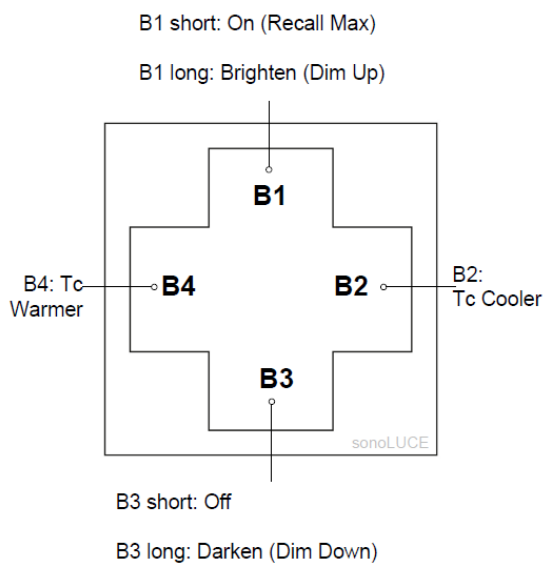 B1 short: On (Recall Max)
B1 long: Brighten (Dim Up)
B1
B4: Tc
Warmer
B4
B2
B2:
Tc Cooler
B3
sonoLUCE
B3 short: Off
B3 long: Darken (Dim Down)